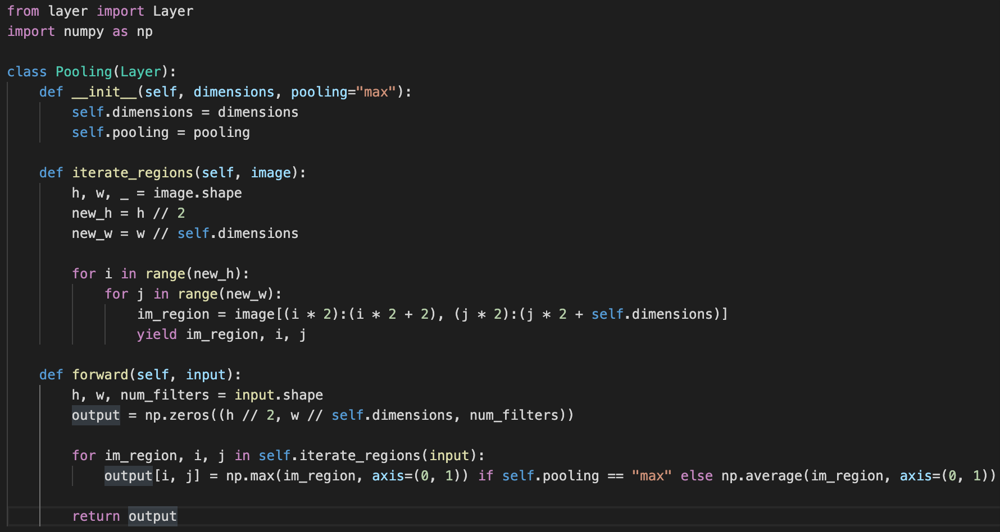 from layer import Layer
import numpy as np
class Pooling(Layer):
    def __init__(self, dimensions, pooling="max"):
        self.dimensions = dimensions
        self.pooling = pooling
    def iterate_regions(self, image):
        h, w, _ = image.shape
        new_h = h // 2
        new_w = w // self.dimensions
        for i in range(new_h):
            for j in range(new_w):
                im_region = image[(i * 2):(i * 2 + 2), (j * 2):(j * 2 + self.dimensions)]
                yield im_region, i, j
    def forward(self, input):
        h, w, num_filters = input.shape
        output = np.zeros((h // 2, w // self.dimensions, num_filters))
        for im_region, i, j in self.iterate_regions(input):
            output[i, j] = np.max(im_region, axis=(0, 1)) if self.pooling == "max" else np.average(im_region, axis=(0, 1))
        return output